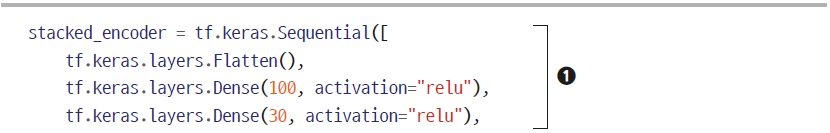 stacked_encoder = tf.keras.Sequential([
    tf.keras.layers.Flatten(),
    tf.keras.layers.Dense(100, activation="relu"),
    tf.keras.layers.Dense(30, activation="relu"),
❶